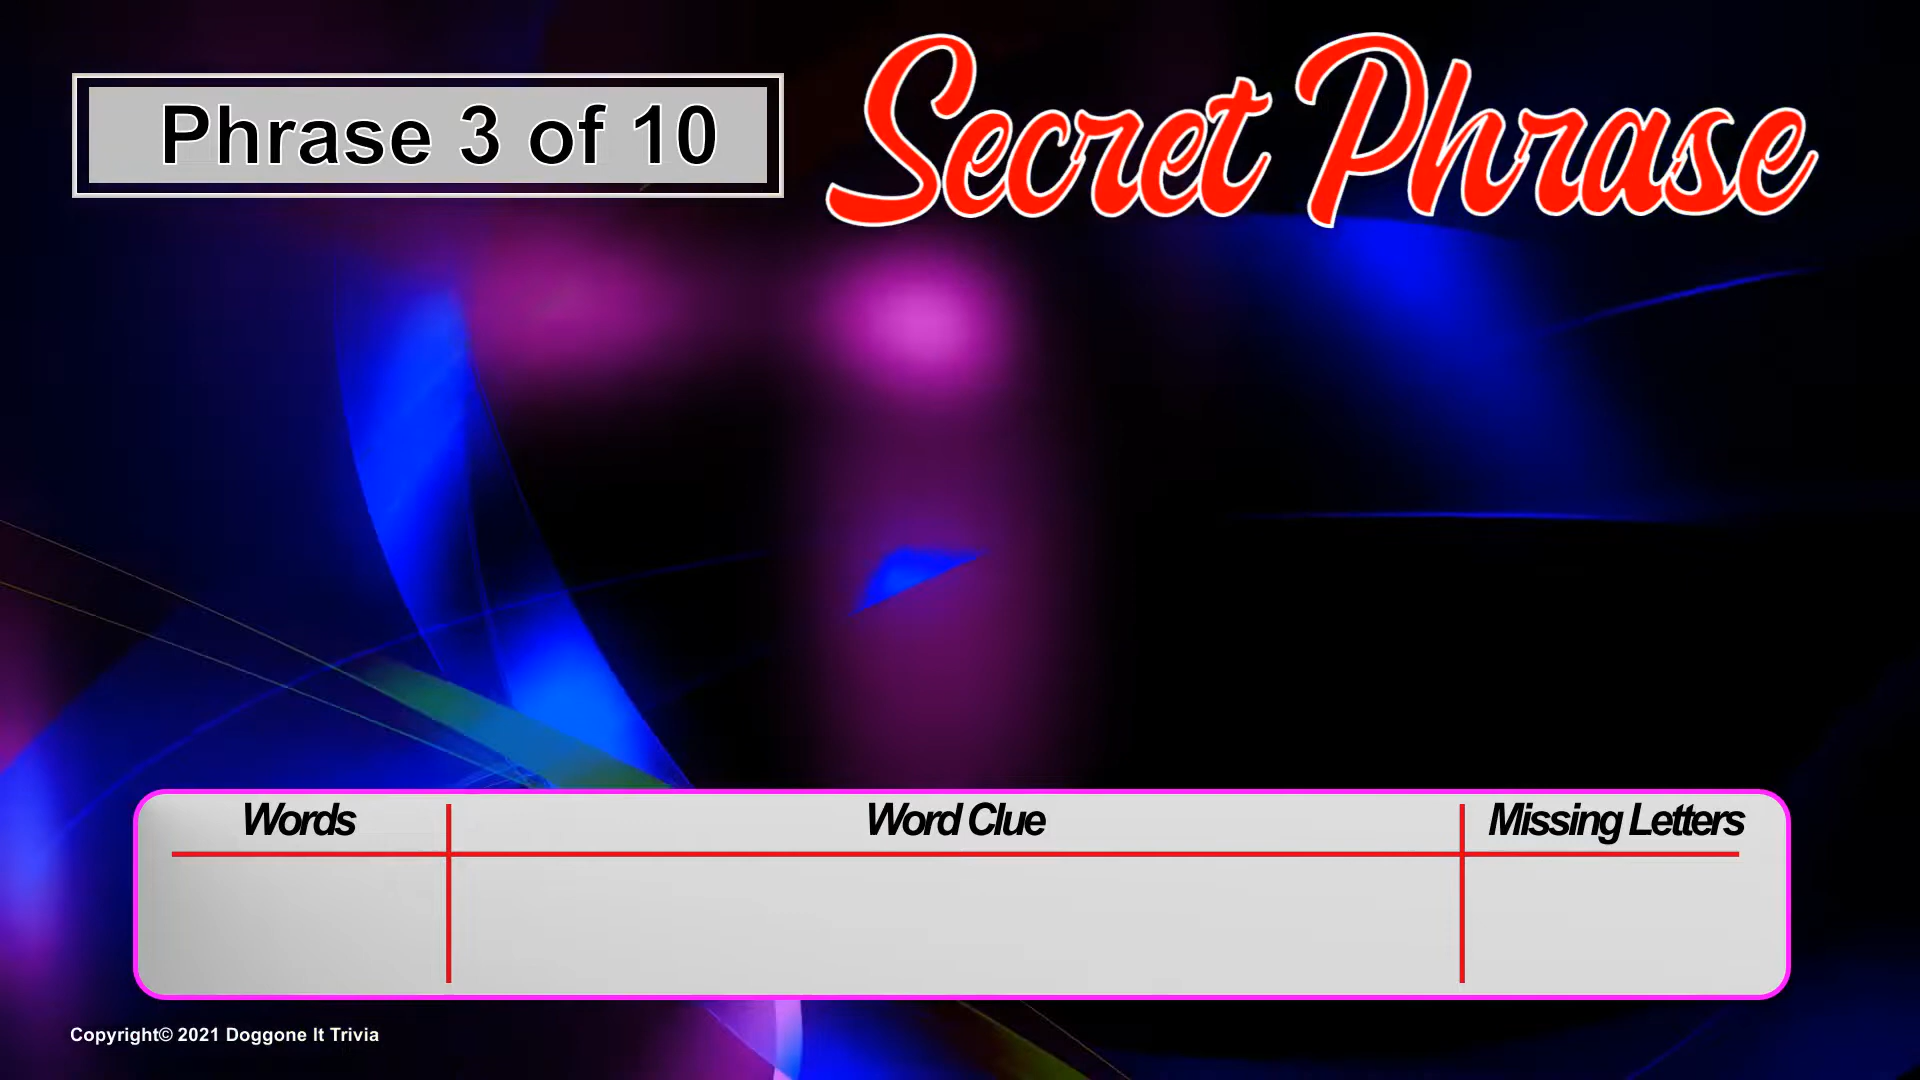 Phrase 3 of 10
Secret Phrase
Words
Word Clue
Missing Letters
Copyright© 2021 Doggone It Trivia